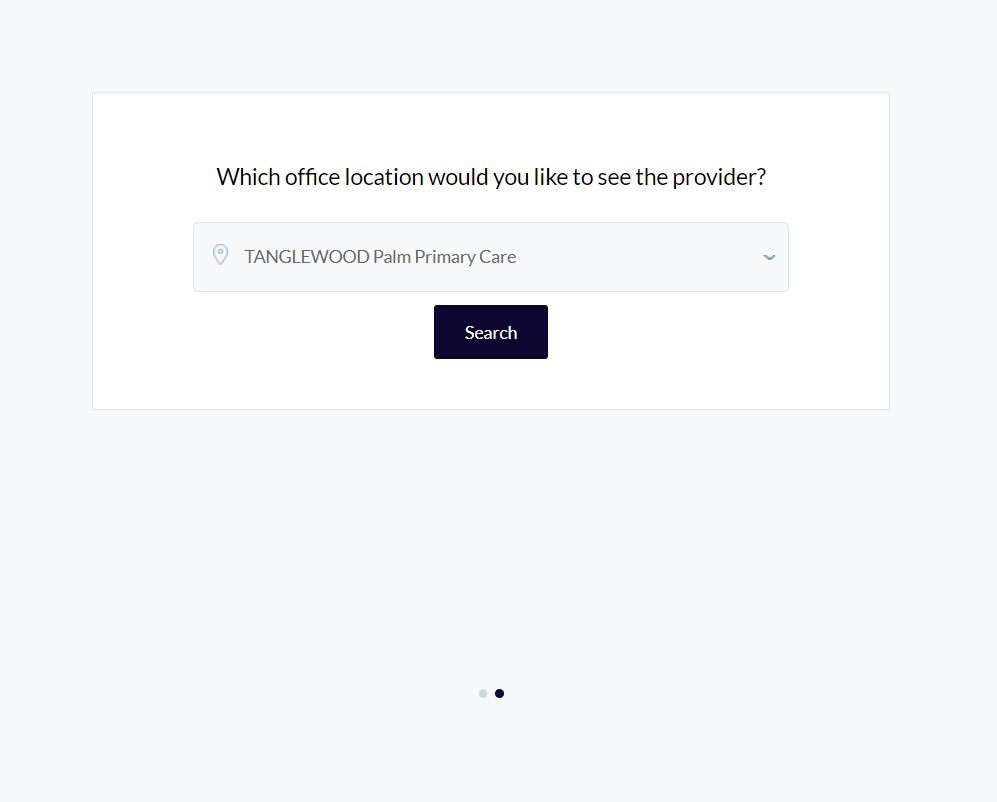 Which office location would you like to see the provider?
TANGLEWOOD Palm Primary Care
Search